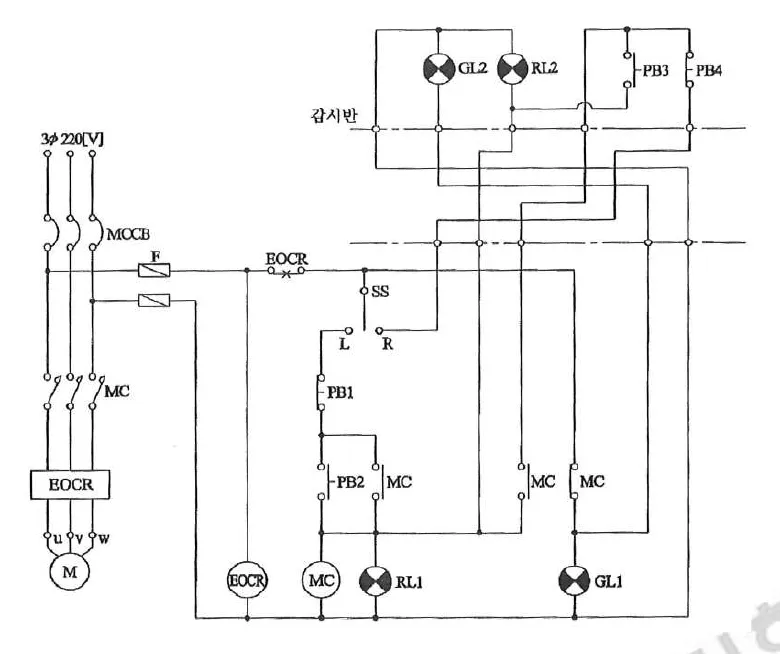 GL2
RL2
PB3
PB4
감시반
3φ 220[V]
MCCB
F
EOCR
SS
L
R
MC
PB1
EOCR
PB2
MC
MC
MC
u
v
w
M
EOCR
MC
RL1
GL1